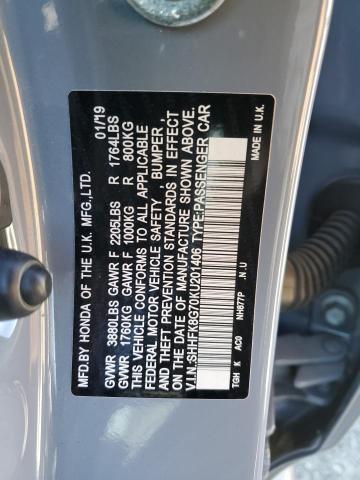 MFD.BY HONDA OF THE U.K. MFG.,LTD. 01/19
GVWR 3880LBS GAWR F 2205LBS R 1764LBS
GVWR 1760KG GAWR F 1000KG R 800KG
THIS VEHICLE CONFORMS TO ALL APPLICABLE
FEDERAL MOTOR VEHICLE SAFETY, BUMPER,
AND THEFT PREVENTION STANDARDS IN EFFECT
ON THE DATE OF MANUFACTURE SHOWN ABOVE.
V.I.N.SHHFK8G70KU201406 TYPE:PASSENGER CAR
TGH K AC0 NH877P N.U MADE IN U.K.